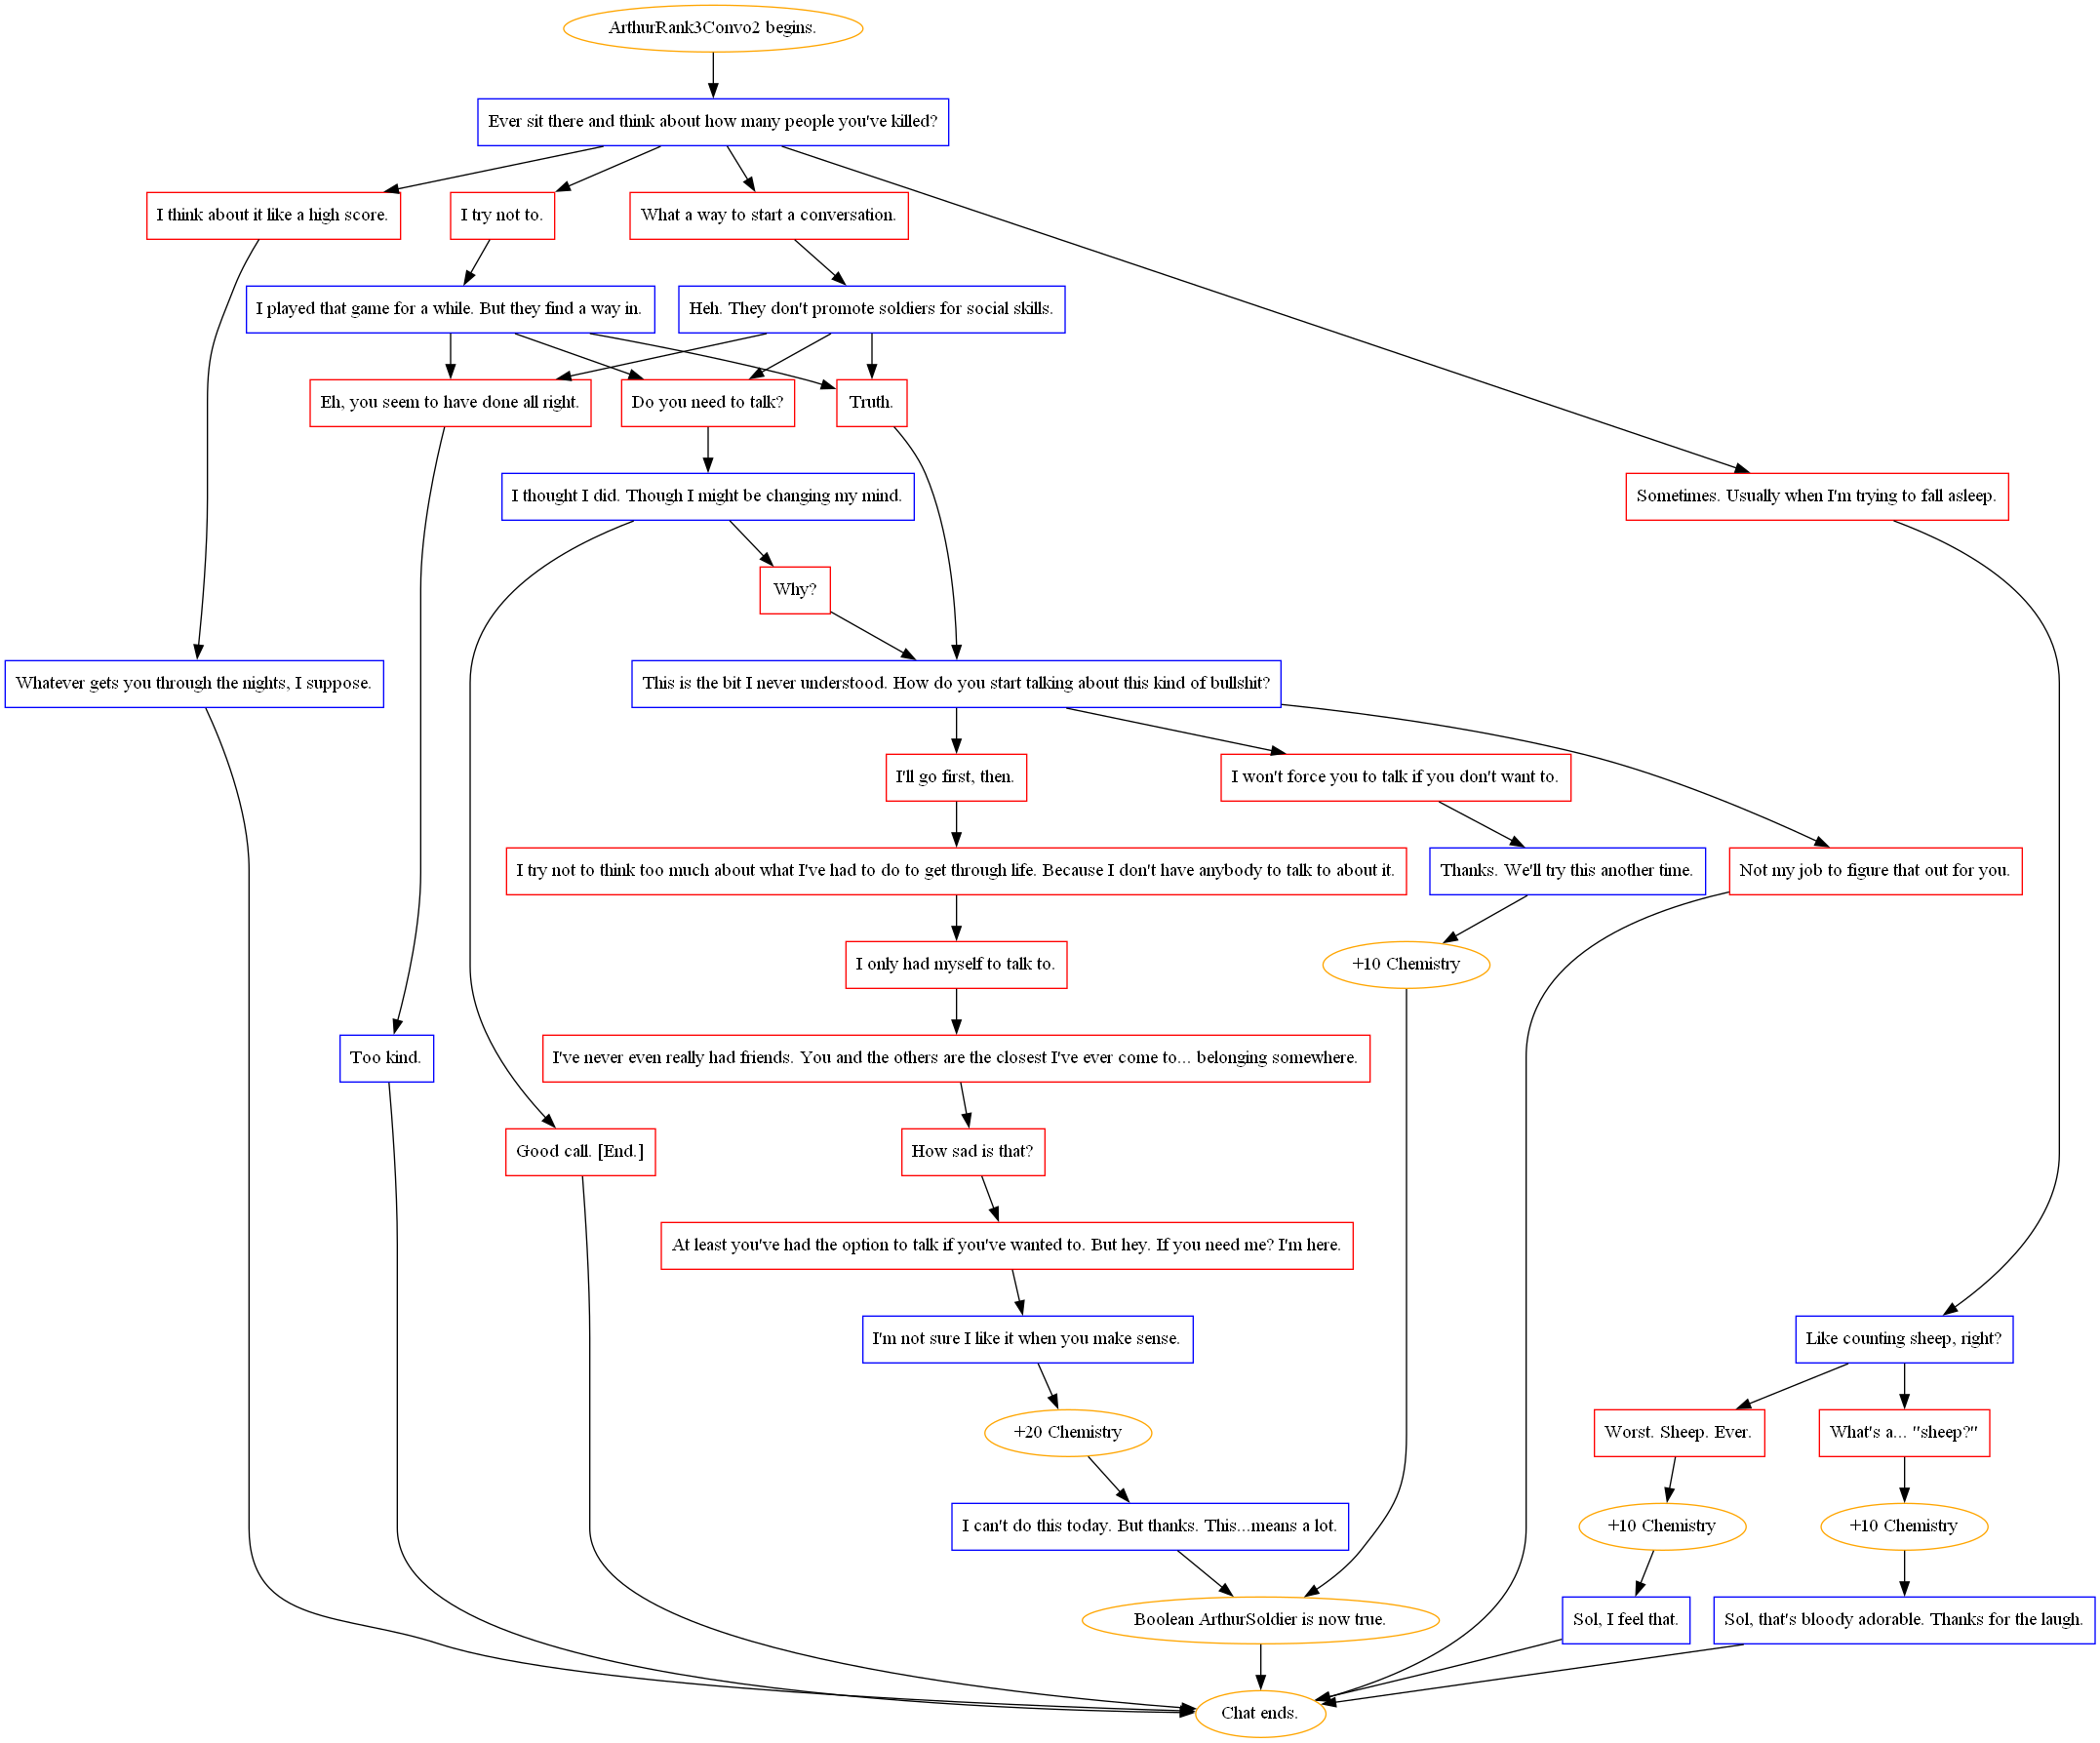 ArthurRank3Convo2 begins.
Ever sit there and think about how many people you've killed?
I think about it like a high score.
I try not to.
What a way to start a conversation.
I played that game for a while. But they find a way in.
Heh. They don't promote soldiers for social skills.
Eh, you seem to have done all right.
Do you need to talk?
Truth.
I thought I did. Though I might be changing my mind.
Sometimes. Usually when I'm trying to fall asleep.
Why?
Whatever gets you through the nights, I suppose.
This is the bit I never understood. How do you start talking about this kind of bullshit?
I'll go first, then.
I won't force you to talk if you don't want to.
I try not to think too much about what I've had to do to get through life. Because I don't have anybody to talk to about it.
Thanks. We'll try this another time.
Not my job to figure that out for you.
I only had myself to talk to.
+10 Chemistry
Too kind.
I've never even really had friends. You and the others are the closest I've ever come to... belonging somewhere.
Good call. [End.]
How sad is that?
At least you've had the option to talk if you've wanted to. But hey. If you need me? I'm here.
I'm not sure I like it when you make sense.
Like counting sheep, right?
+20 Chemistry
Worst. Sheep. Ever.
What's a... "sheep?"
I can't do this today. But thanks. This...means a lot.
+10 Chemistry
+10 Chemistry
Boolean ArthurSoldier is now true.
Sol, I feel that.
Sol, that's bloody adorable. Thanks for the laugh.
Chat ends.